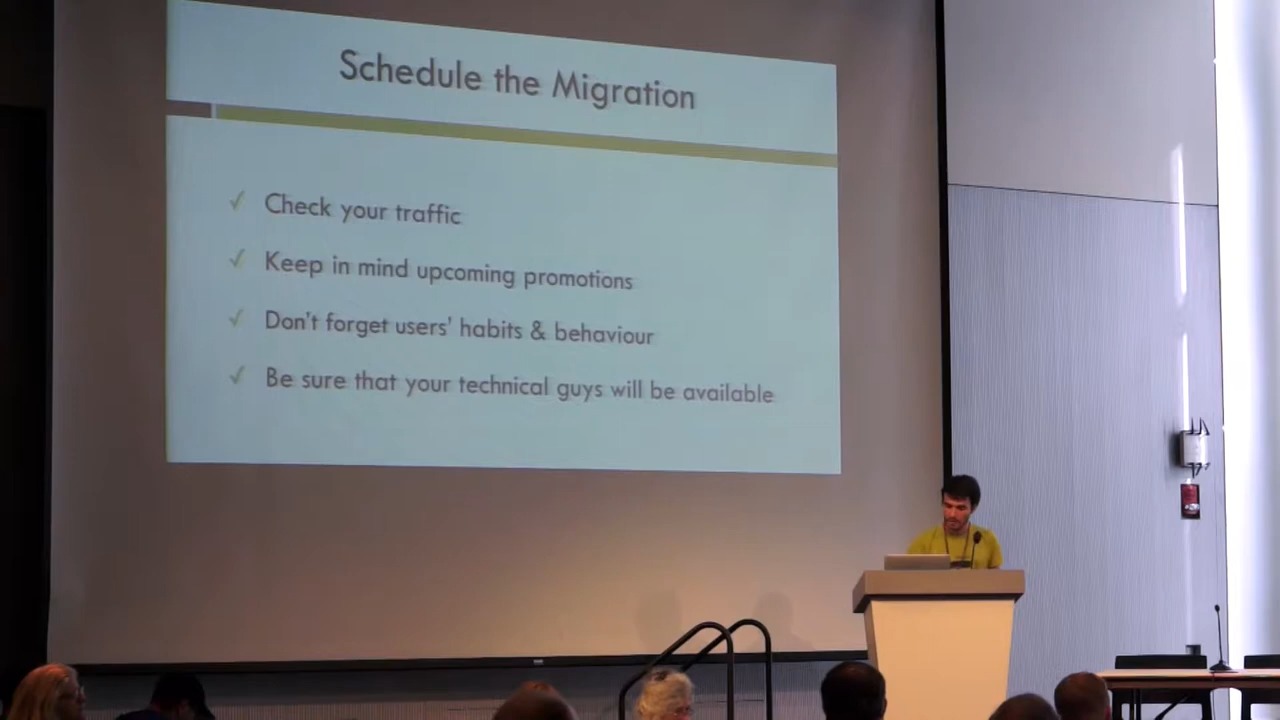 Schedule the Migration
✓ Check your traffic
✓ Keep in mind upcoming promotions
✓ Don't forget users' habits & behaviour
✓ Be sure that your technical guys will be available